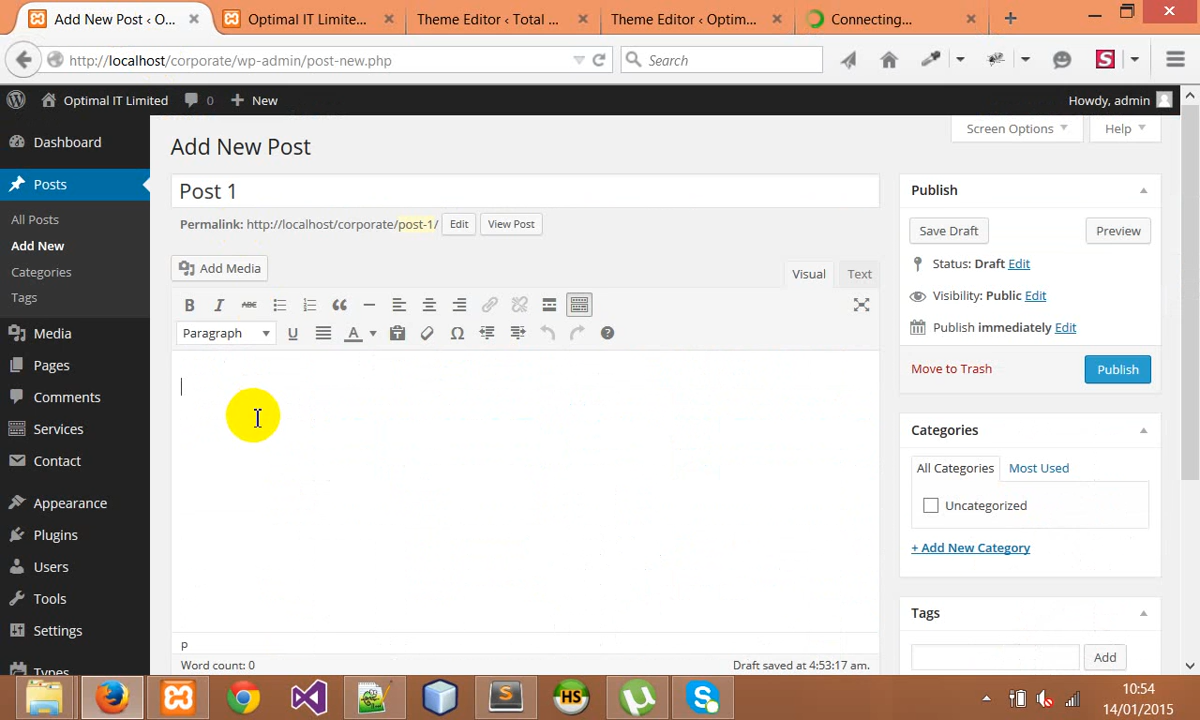 Add New Post ‹ O...
Optimal IT Limite...
Theme Editor ‹ Total ...
Theme Editor ‹ Optim...
Connecting...
http://localhost/corporate/wp-admin/post-new.php
Search
S
Optimal IT Limited
0
New
Howdy, admin
Dashboard
Posts
All Posts
Add New
Categories
Tags
Media
Pages
Comments
Services
Contact
Appearance
Plugins
Users
Tools
Settings
Types
Screen Options
Help
Add New Post
Post 1
Permalink: http://localhost/corporate/post-1/
Edit
View Post
Add Media
Visual
Text
B I ABC
Paragraph
U A Ω
p
Word count: 0
Draft saved at 4:53:17 am.
Publish
Save Draft
Preview
Status: Draft Edit
Visibility: Public Edit
Publish immediately Edit
Move to Trash
Publish
Categories
All Categories
Most Used
Uncategorized
+ Add New Category
Tags
Add
S
HS
10:54
14/01/2015